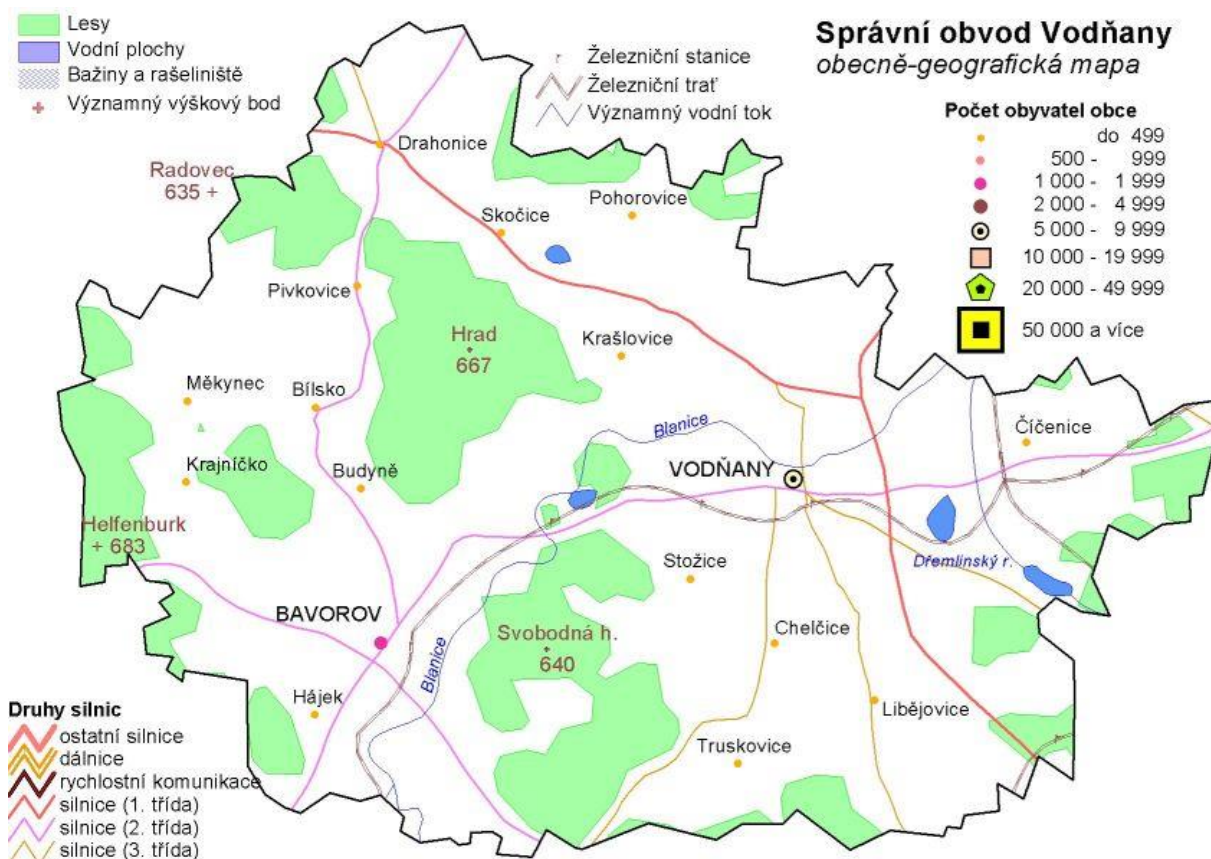 Správní obvod Vodňany
obecně-geografická mapa
Lesy
Vodní plochy
Bažiny a rašeliniště
Významný výškový bod
Železniční stanice
Železniční trať
Významný vodní tok
Počet obyvatel obce
do 499
500 - 999
1 000 - 1 999
2 000 - 4 999
5 000 - 9 999
10 000 - 19 999
20 000 - 49 999
50 000 a více
Drahonice
Radovec
635
Pohorovice
Skočice
Pivkovice
Hrad
667
Krašlovice
Měkynec
Bílsko
Blanice
Číčenice
Krajníčko
Budyně
VODŇANY
Helfenburk
683
Stožice
Dřemlinský r.
BAVOROV
Svobodná h.
640
Chelčice
Blanice
Hájek
Libějovice
Truskovice
Druhy silnic
ostatní silnice
dálnice
rychlostní komunikace
silnice (1. třída)
silnice (2. třída)
silnice (3. třída)